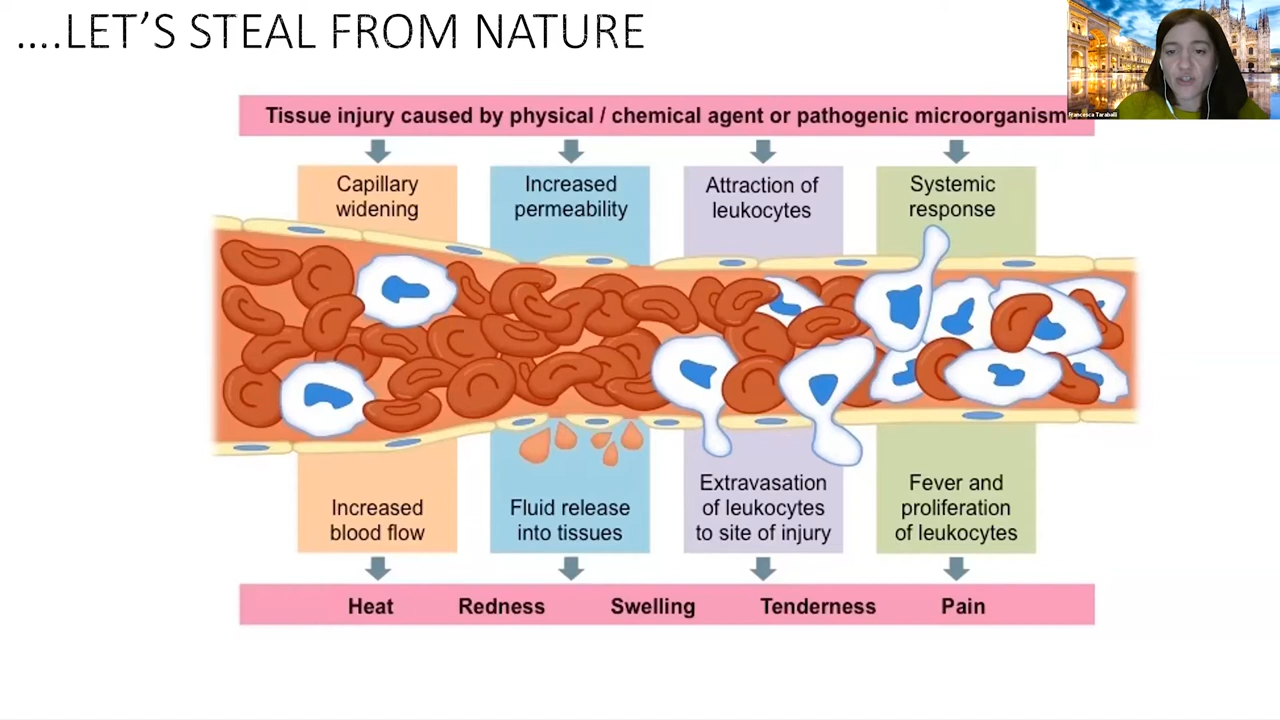 ....LET'S STEAL FROM NATURE
Francesca Taraballi
Tissue injury caused by physical / chemical agent or pathogenic microorganism
Capillary
widening
Increased
permeability
Attraction of
leukocytes
Systemic
response
Increased
blood flow
Fluid release
into tissues
Extravasation
of leukocytes
to site of injury
Fever and
proliferation
of leukocytes
Heat Redness Swelling Tenderness Pain